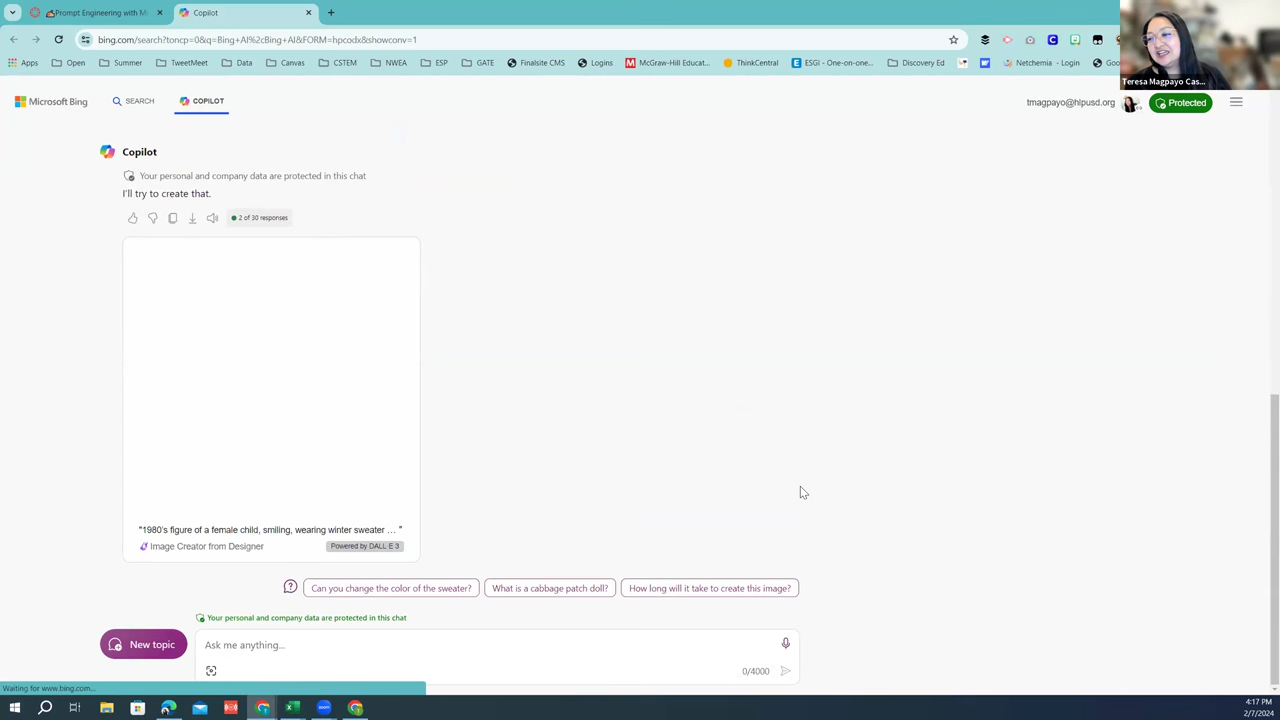 Prompt Engineering with M
Copilot
bing.com/search?toncp=0&q=Bing+AI%2cBing+AI&FORM=hpcodx&showconv=1
Apps
Open
Summer
TweetMeet
Data
Canvas
CSTEM
NWEA
ESP
GATE
Finalsite CMS
Logins
McGraw-Hill Educat...
ThinkCentral
ESGI - One-on-one...
Discovery Ed
Netchemia - Login
Goo
Teresa Magpayo Cas...
Microsoft Bing
SEARCH
COPILOT
tmagpayo@hlpusd.org
Protected
Copilot
Your personal and company data are protected in this chat
I'll try to create that.
2 of 30 responses
"1980's figure of a female child, smiling, wearing winter sweater ... "
Image Creator from Designer
Powered by DALL·E 3
Can you change the color of the sweater?
What is a cabbage patch doll?
How long will it take to create this image?
Your personal and company data are protected in this chat
New topic
Ask me anything...
0/4000
Waiting for www.bing.com...
4:17 PM
2/7/2024